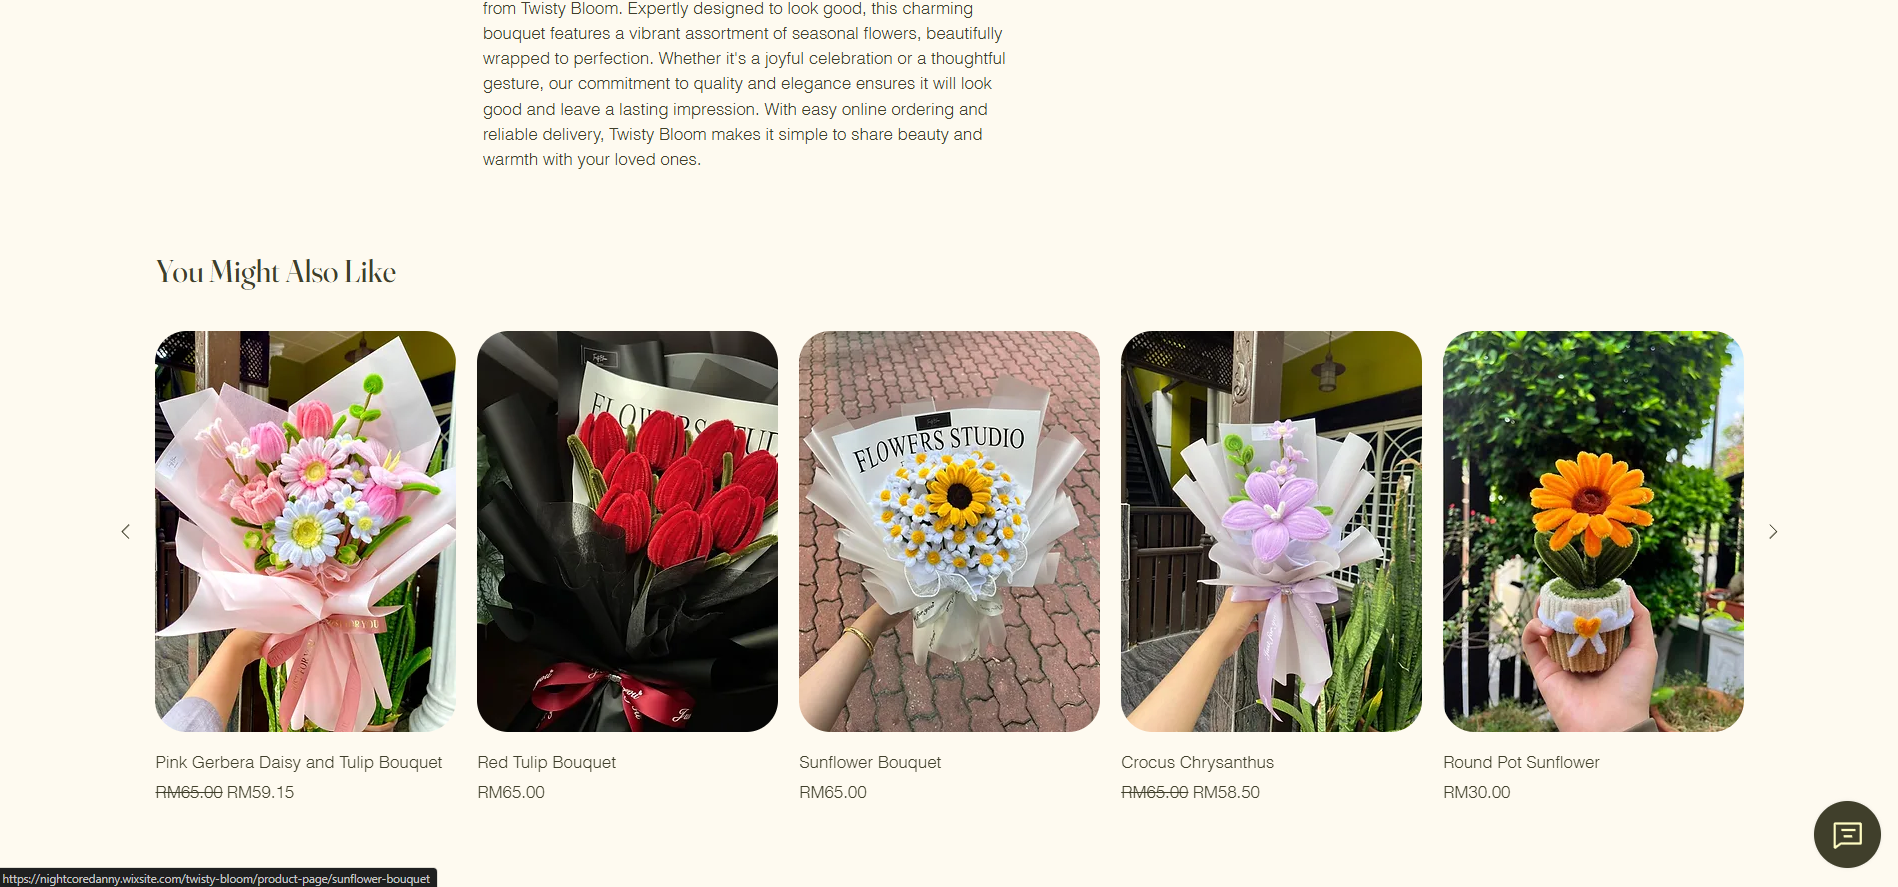 from Twisty Bloom. Expertly designed to look good, this charming
bouquet features a vibrant assortment of seasonal flowers, beautifully
wrapped to perfection. Whether it's a joyful celebration or a thoughtful
gesture, our commitment to quality and elegance ensures it will look
good and leave a lasting impression. With easy online ordering and
reliable delivery, Twisty Bloom makes it simple to share beauty and
warmth with your loved ones.
You Might Also Like
FLOWERS STUDIO
Pink Gerbera Daisy and Tulip Bouquet
RM65.00 RM59.15
Red Tulip Bouquet
RM65.00
Sunflower Bouquet
RM65.00
Crocus Chrysanthus
RM65.00 RM58.50
Round Pot Sunflower
RM30.00
https://nightcoredanny.wixsite.com/twisty-bloom/product-page/sunflower-bouquet